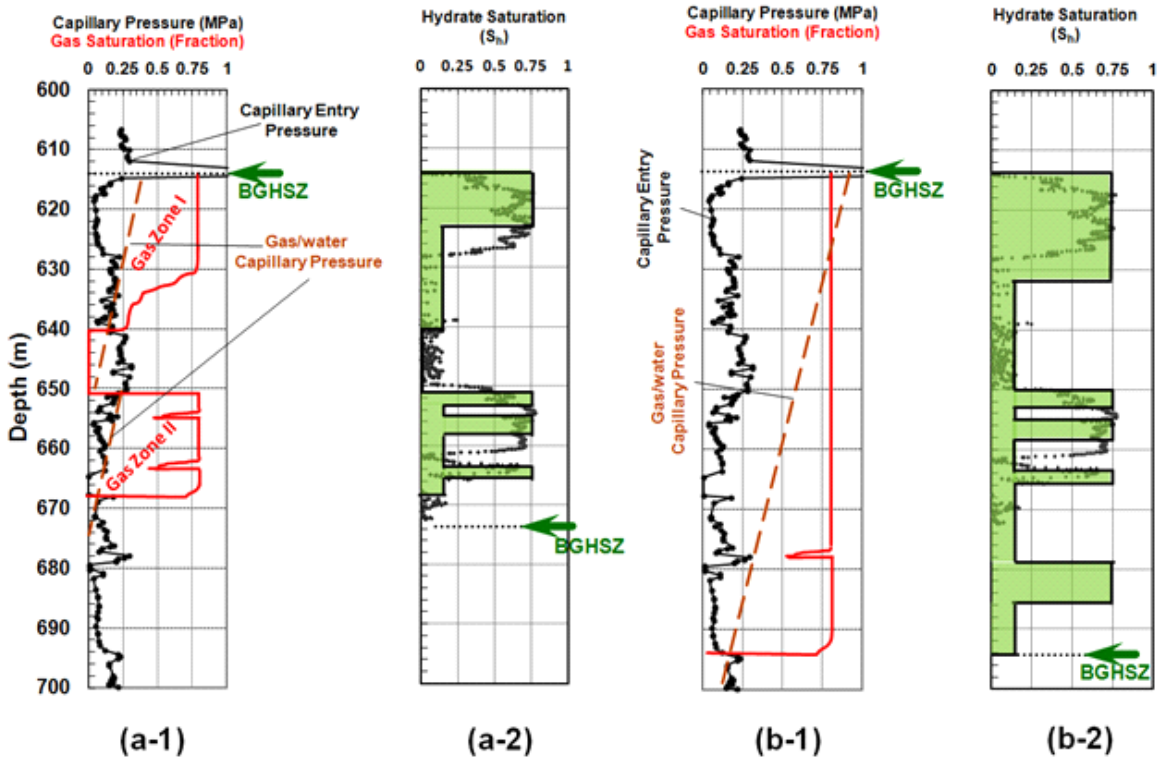 Capillary Pressure (MPa)
Gas Saturation (Fraction)
0 0.25 0.5 0.75 1
Depth (m)
600
610
620
630
640
650
660
670
680
690
700
Capillary Entry
Pressure
BGHSZ
Gas Zone I
Gas/water
Capillary Pressure
Gas Zone II
(a-1)
Hydrate Saturation
(Sₕ)
0 0.25 0.5 0.75 1
BGHSZ
(a-2)
Capillary Pressure (MPa)
Gas Saturation (Fraction)
0 0.25 0.5 0.75 1
BGHSZ
Capillary Entry
Pressure
Gas/water
Capillary Pressure
(b-1)
Hydrate Saturation
(Sₕ)
0 0.25 0.5 0.75 1
BGHSZ
(b-2)